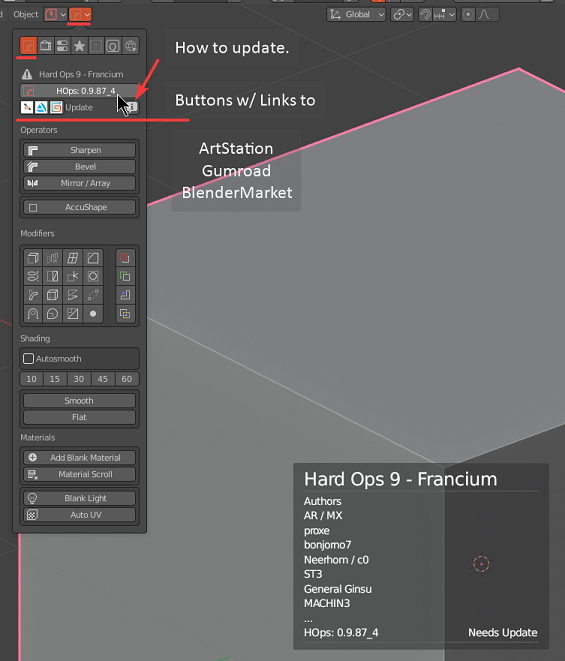 Object
Global
How to update.
Hard Ops 9 - Francium
HOps: 0.9.87_4
Update
Buttons w/ Links to
ArtStation
Gumroad
BlenderMarket
Operators
Sharpen
Bevel
Mirror / Array
AccuShape
Modifiers
Shading
Autosmooth
10 15 30 45 60
Smooth
Flat
Materials
Add Blank Material
Material Scroll
Blank Light
Auto UV
Hard Ops 9 - Francium
Authors
AR / MX
proxe
bonjorno7
Neerhom / c0
ST3
General Ginsu
MACHIN3
...
HOps: 0.9.87_4 Needs Update